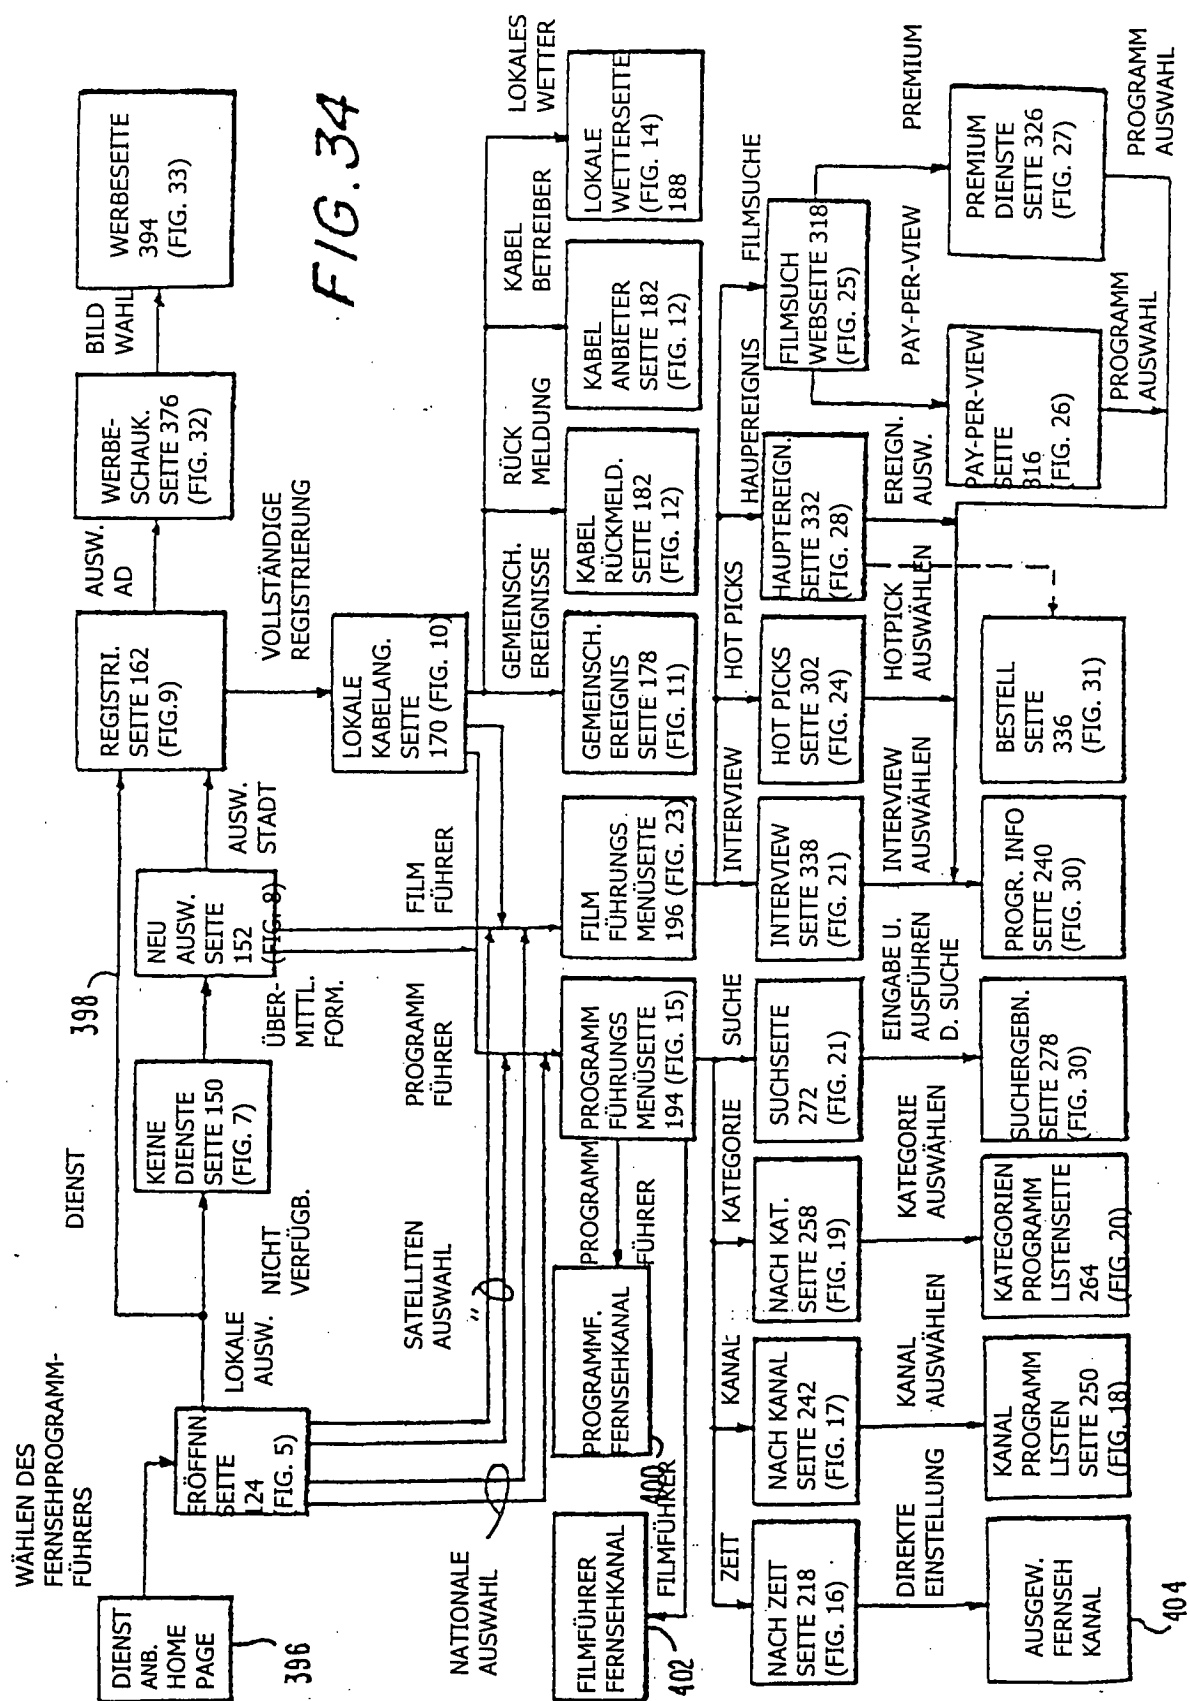 FIG. 34
WÄHLEN DES
FERNSEHPROGRAMM-
FÜHRERS
DIENST
ANB.
HOME
PAGE
396
ERÖFFNN
SEITE
124
(FIG. 5)
LOKALE
AUSW.
DIENST
398
NICHT
VERFÜGB.
KEINE
DIENSTE
SEITE 150
(FIG. 7)
ÜBER-
MITTL.
FORM.
NEU
AUSW.
SEITE
152
(FIG. 8)
AUSW.
STADT
REGISTRI.
SEITE 162
(FIG.9)
AUSW.
AD
WERBE-
SCHAUK.
SEITE 376
(FIG. 32)
BILD
WAHL
WERBESEITE
394
(FIG. 33)
VOLLSTÄNDIGE
REGISTRIERUNG
LOKALE
KABELANG.
SEITE
170 (FIG. 10)
NATIONALE
AUSWAHL
SATELLITEN
AUSWAHL
PROGRAMM
FÜHRER
FILM
FÜHRER
GEMEINSCH.
EREIGNISSE
RÜCK
MELDUNG
KABEL
BETREIBER
LOKALES
WETTER
FILMFÜHRER
FERNSEHKANAL
402
FILMFÜHRER
PROGRAMMF.
FERNSEHKANAL
400
PROGRAMM
FÜHRER
PROGRAMM
FÜHRUNGS
MENÜSEITE
194 (FIG. 15)
FILM
FÜHRUNGS.
MENÜSEITE
196 (FIG. 23)
GEMEINSCH.
EREIGNIS
SEITE 178
(FIG. 11)
KABEL
RÜCKMELD.
SEITE 182
(FIG. 12)
KABEL
ANBIETER
SEITE 182
(FIG. 12)
LOKALE
WETTERSEITE
(FIG. 14)
188
ZEIT
KANAL
KATEGORIE
SUCHE
INTERVIEW
HOT PICKS
HAUPEREIGNIS
FILMSUCHE
NACH ZEIT
SEITE 218
(FIG. 16)
NACH KANAL
SEITE 242
(FIG. 17)
NACH KAT.
SEITE 258
(FIG. 19)
SUCHSEITE
272
(FIG. 21)
INTERVIEW
SEITE 338
(FIG. 21)
HOT PICKS
SEITE 302
(FIG. 24)
HAUPTEREIGN.
SEITE 332
(FIG. 28)
FILMSUCH
WEBSEITE 318
(FIG. 25)
DIREKTE
EINSTELLUNG
KANAL
AUSWÄHLEN
KATEGORIE
AUSWÄHLEN
EINGABE U.
AUSFÜHREN
D. SUCHE
INTERVIEW
AUSWÄHLEN
HOTPICK
AUSWÄHLEN
EREIGN.
AUSW.
PAY-PER-VIEW
PREMIUM
PAY-PER-VIEW
SEITE
316
(FIG. 26)
PREMIUM
DIENSTE
SEITE 326
(FIG. 27)
PROGRAMM
AUSWAHL
PROGRAMM
AUSWAHL
AUSGEW.
FERNSEH
KANAL
404
KANAL
PROGRAMM
LISTEN
SEITE 250
(FIG. 18)
KATEGORIEN
PROGRAMM
LISTENSEITE
264
(FIG. 20)
SUCHERGEBN.
SEITE 278
(FIG. 30)
PROGR. INFO
SEITE 240
(FIG. 30)
BESTELL
SEITE
336
(FIG. 31)